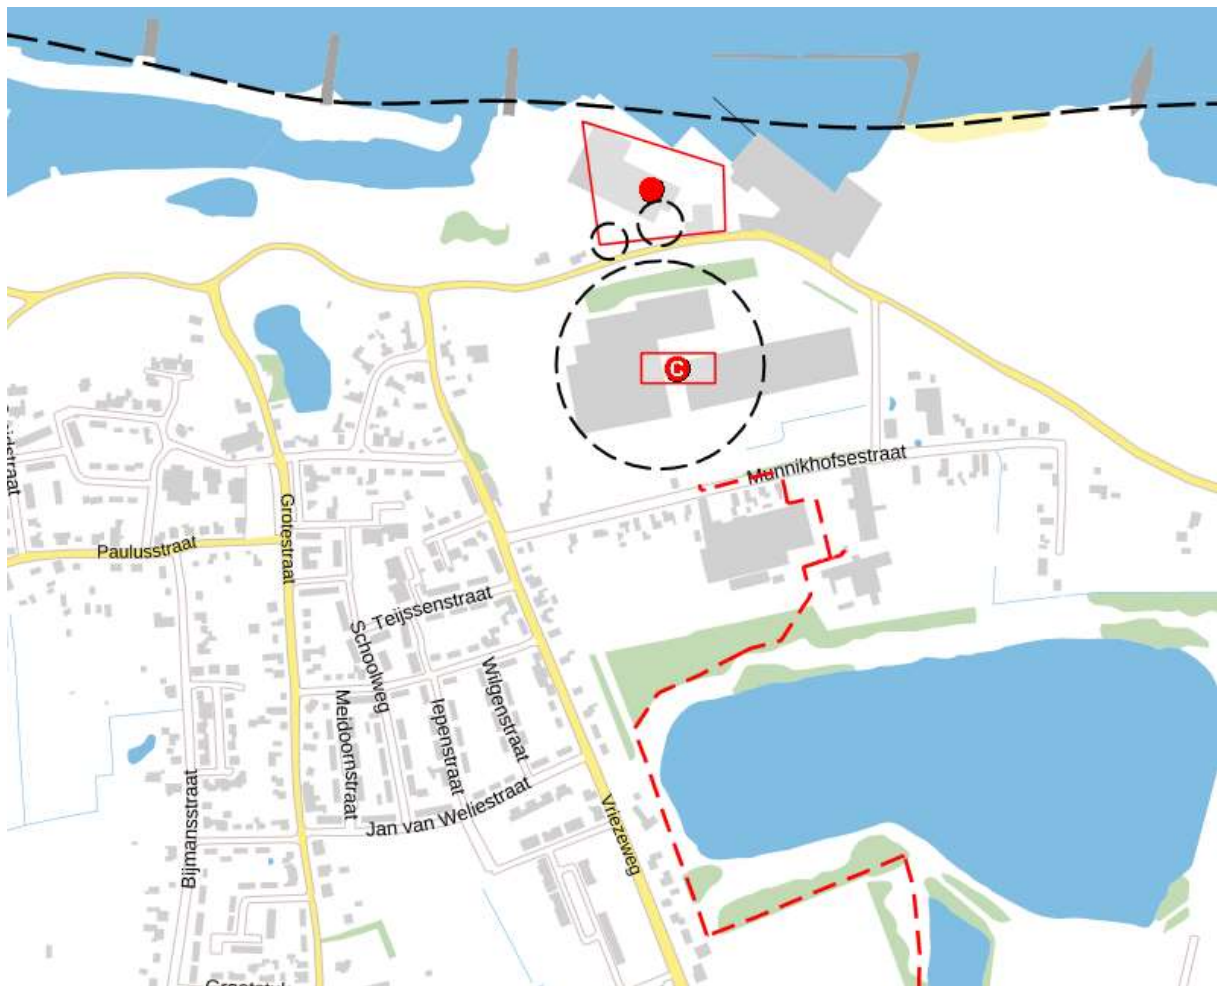 C
Munnikhofsestraat
Grotestraat
Paulusstraat
Teijssenstraat
Schoolweg
Wilgenstraat
Meidoornstraat
Iepenstraat
Bijmansstraat
Jan van Weliestraat
Vriezeweg